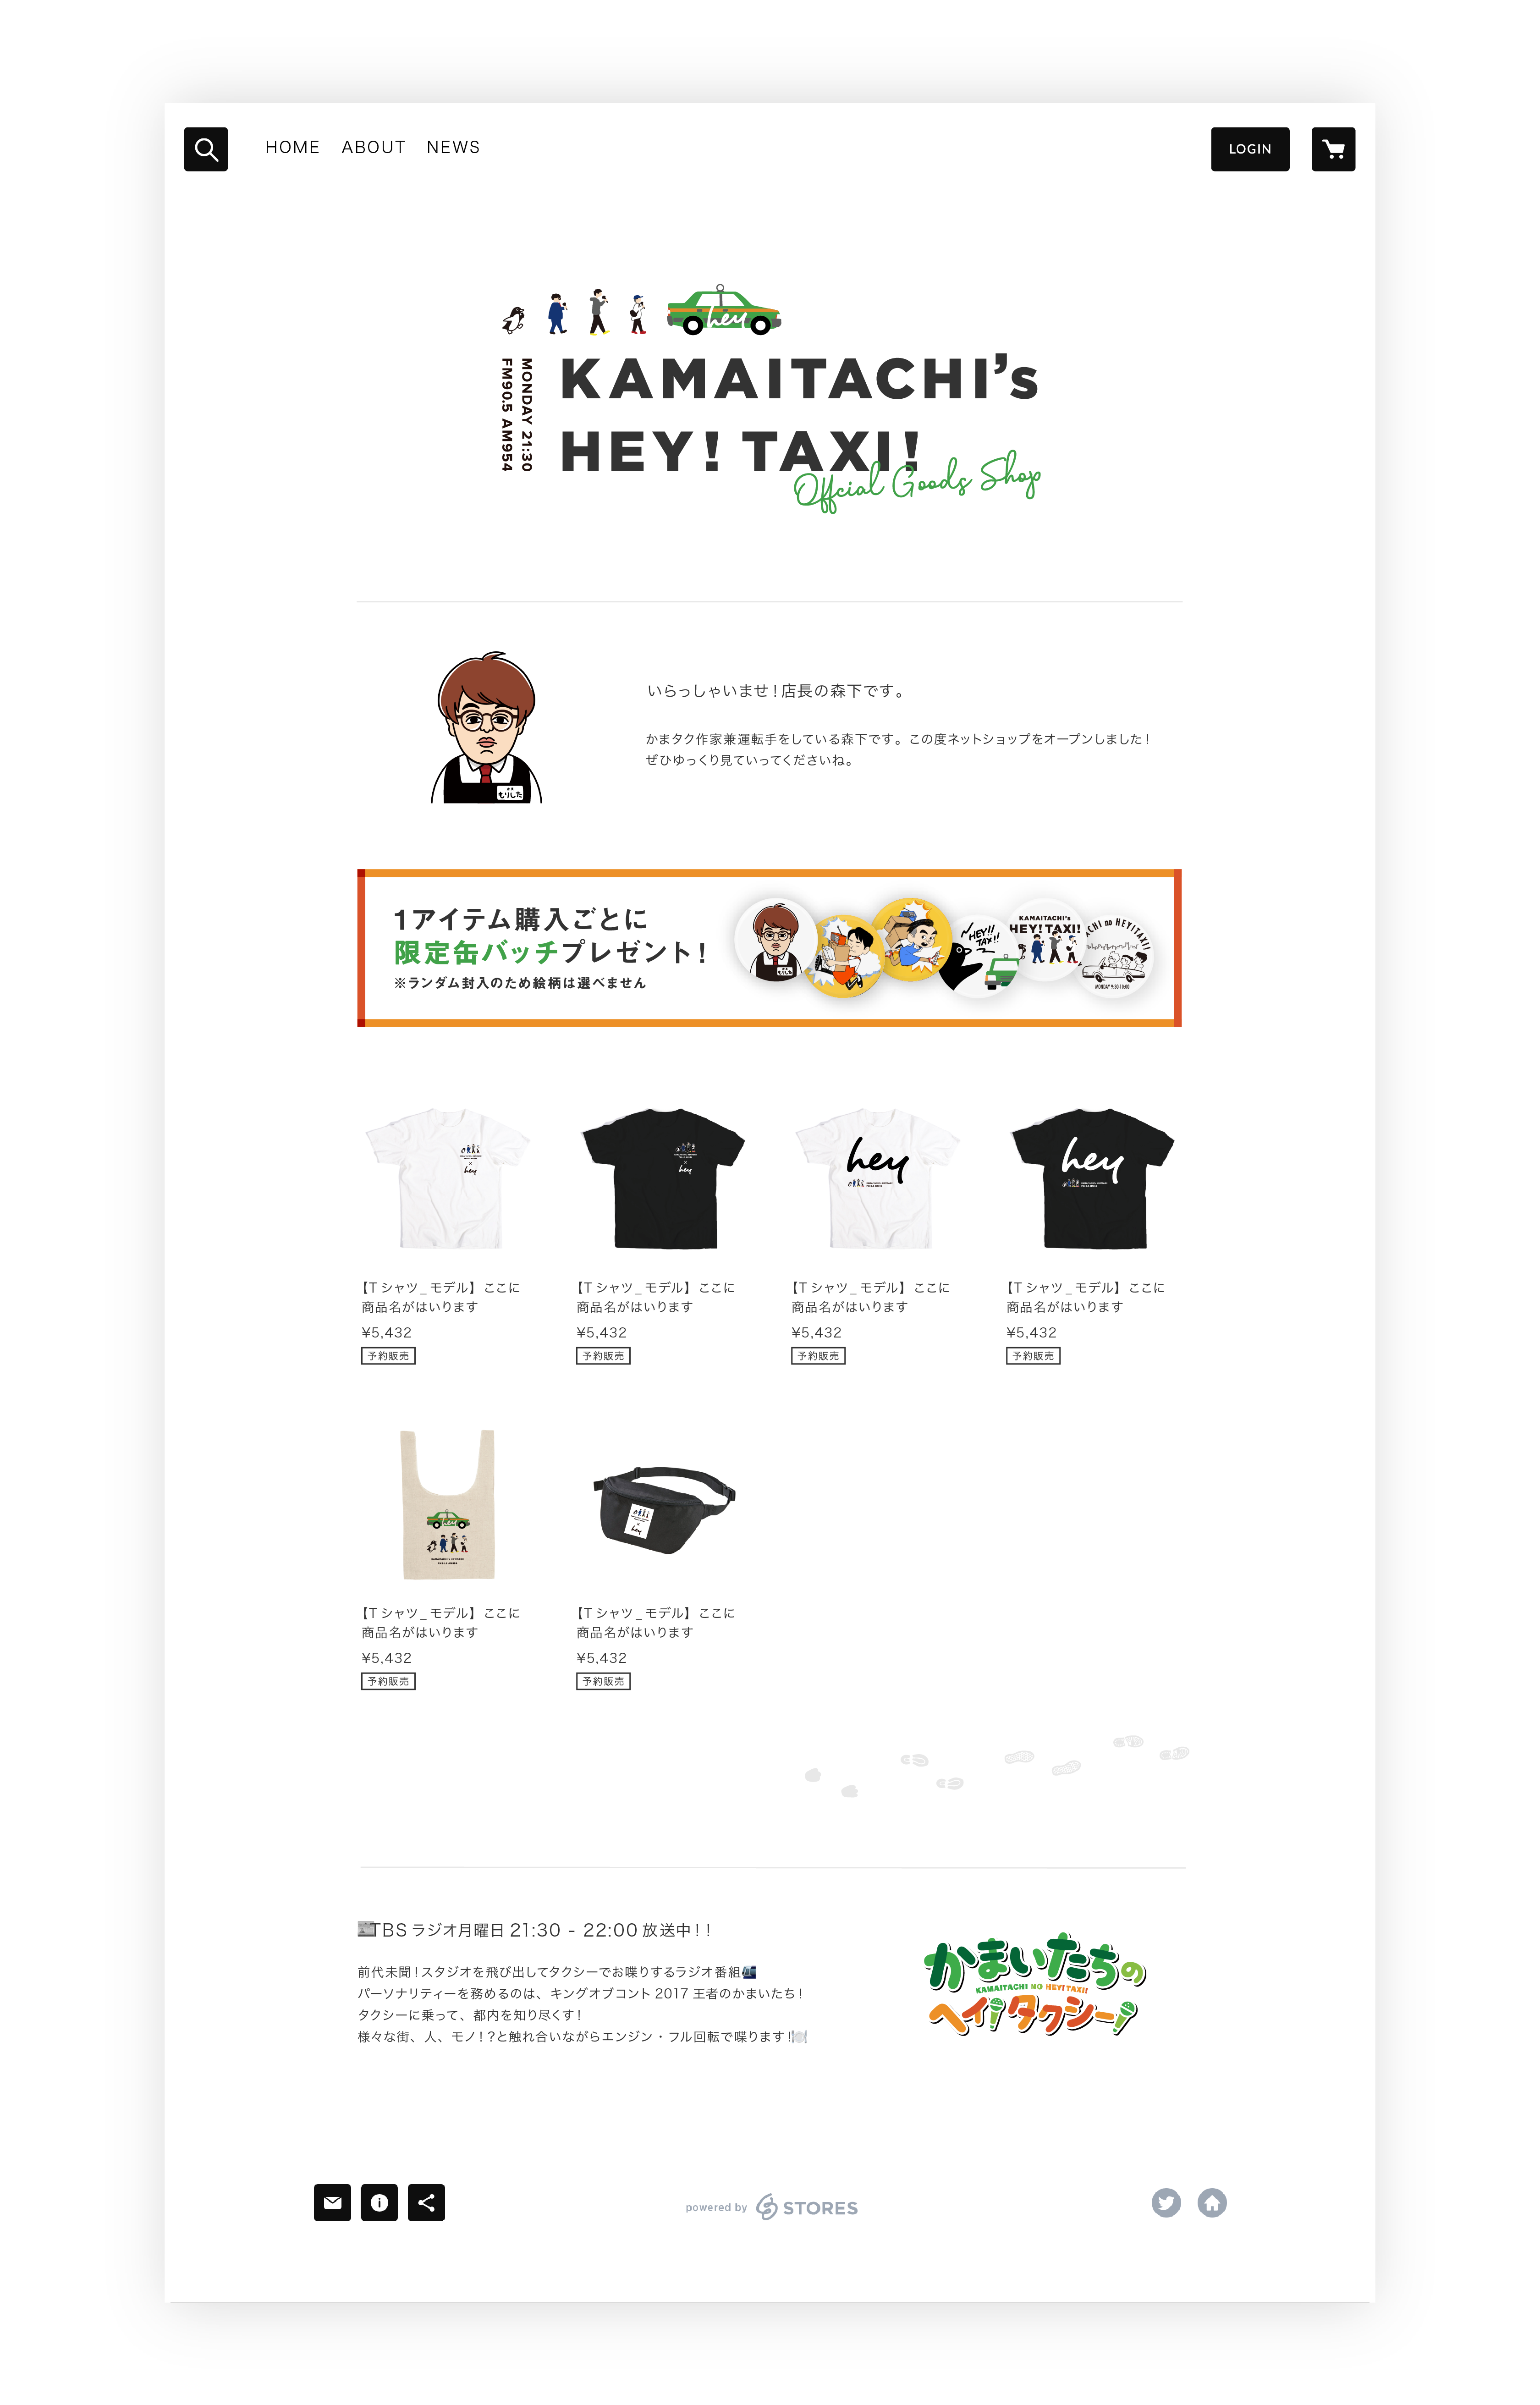 HOME ABOUT NEWS
LOGIN
hey
MONDAY 21:30
FM90.5 AM954
KAMAITACHI's
HEY! TAXI!
Offcial Goods Shop
いらっしゃいませ！店長の森下です。
かまタク作家兼運転手をしている森下です。この度ネットショップをオープンしました！
ぜひゆっくり見ていってくださいね。
もりした
1アイテム購入ごとに
限定缶バッチプレゼント！
※ランダム封入のため絵柄は選べません
HEY!!
TAXI!!
KAMAITACHI's
HEY! TAXI!
ACHI no HEY! TAXI!
hey
hey
hey
hey
【Tシャツ_モデル】ここに
商品名がはいります
¥5,432
予約販売
【Tシャツ_モデル】ここに
商品名がはいります
¥5,432
予約販売
【Tシャツ_モデル】ここに
商品名がはいります
¥5,432
予約販売
【Tシャツ_モデル】ここに
商品名がはいります
¥5,432
予約販売
hey
hey
【Tシャツ_モデル】ここに
商品名がはいります
¥5,432
予約販売
【Tシャツ_モデル】ここに
商品名がはいります
¥5,432
予約販売
TBSラジオ月曜日 21:30 - 22:00 放送中！！
前代未聞！スタジオを飛び出してタクシーでお喋りするラジオ番組
パーソナリティーを務めるのは、キングオブコント 2017 王者のかまいたち！
タクシーに乗って、都内を知り尽くす！
様々な街、人、モノ！？と触れ合いながらエンジン・フル回転で喋ります！！！
かまいたちの
KAMAITACHI NO HEY! TAXI!
ヘイ！タクシー！
powered by STORES